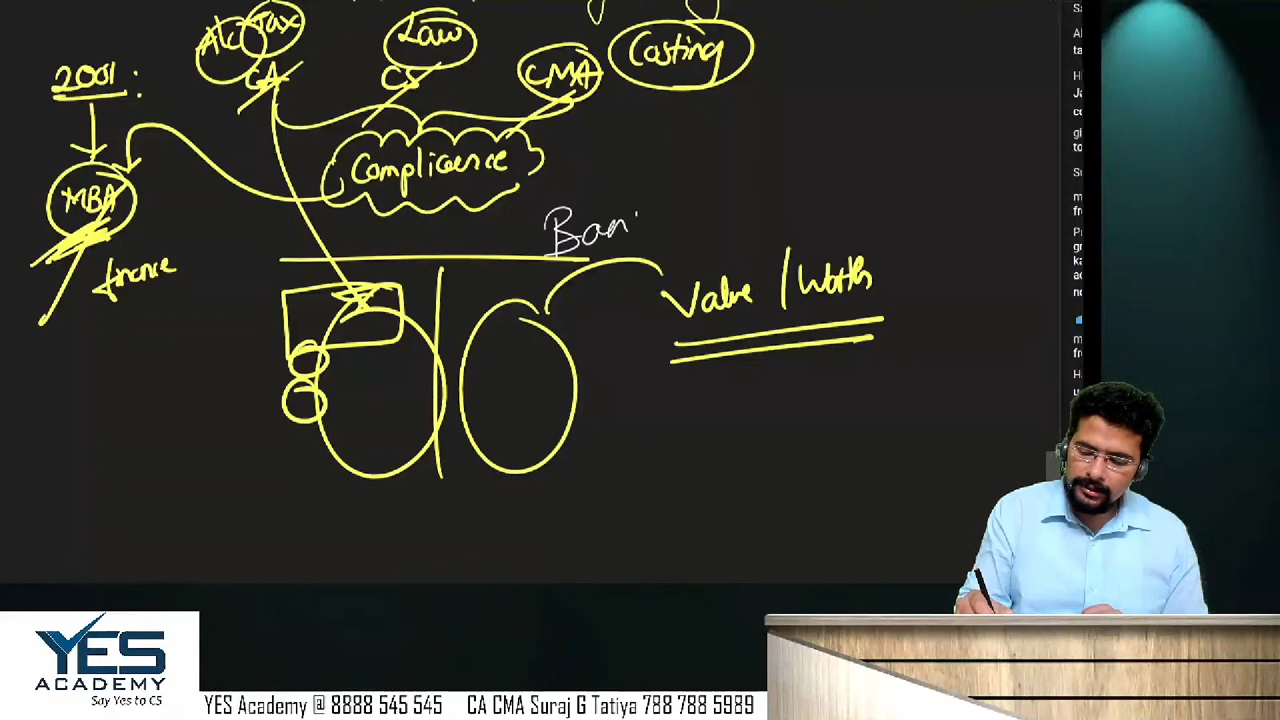 Tax
A/c
Law
Costing
2001 :
CA
CS
CMA
Complience
MBA
finance
Ban
Value / Worth
YES
ACADEMY
Say Yes to CS
YES Academy @ 8888 545 545 CA CMA Suraj G Tatiya 788 788 5989